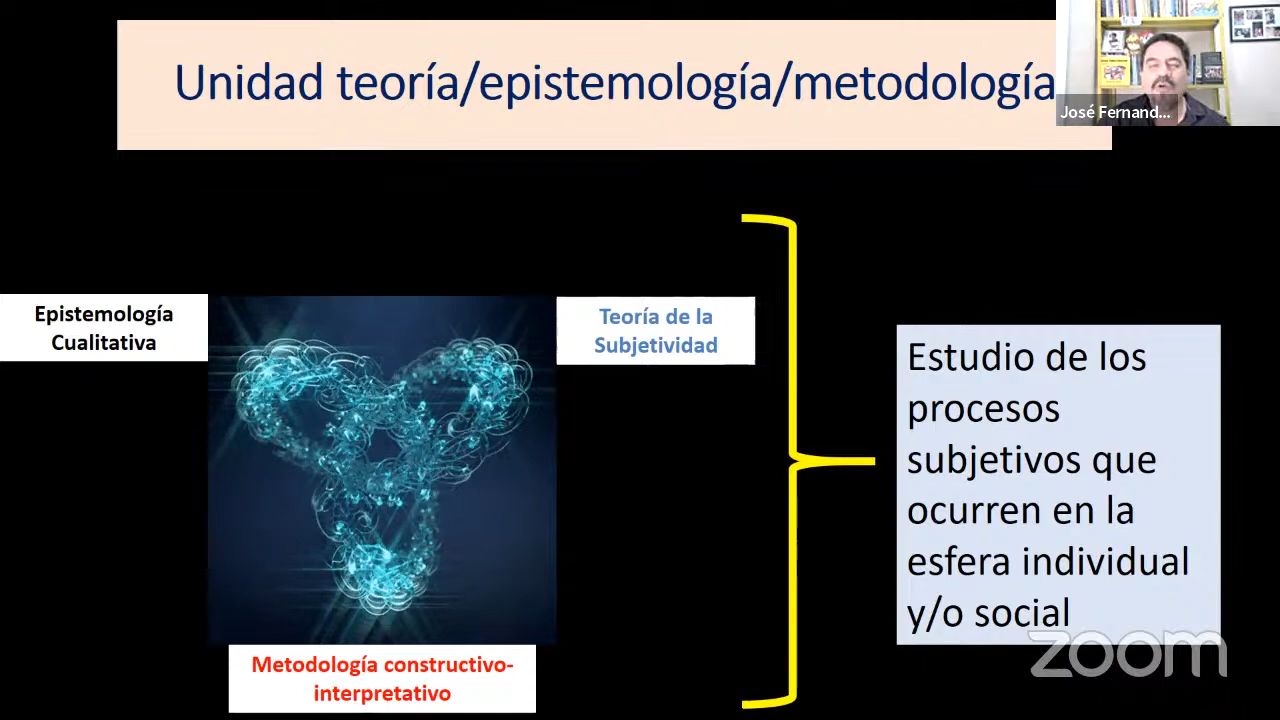 Unidad teoría/epistemología/metodología
José Fernand...
Epistemología
Cualitativa
Teoría de la
Subjetividad
Estudio de los
procesos
subjetivos que
ocurren en la
esfera individual
y/o social
Metodología constructivo-
interpretativo
zoom